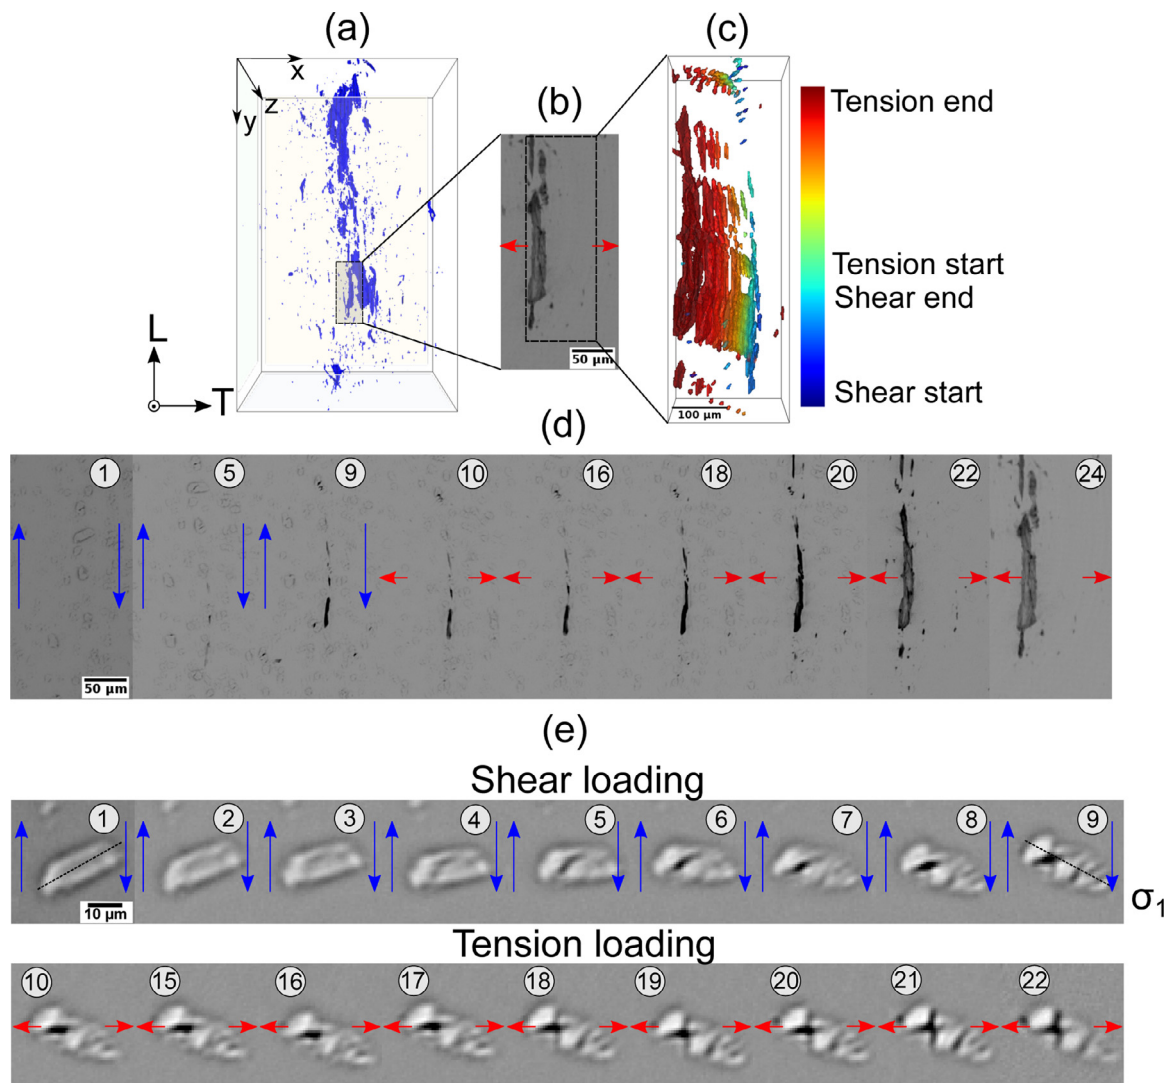 (a)
(b)
(c)
x
z
y
L
T
50 μm
100 μm
Tension end
Tension start
Shear end
Shear start
(d)
1 5 9 10 16 18 20 22 24
50 μm
(e)
Shear loading
1 2 3 4 5 6 7 8 9
10 μm
σ1
Tension loading
10 15 16 17 18 19 20 21 22